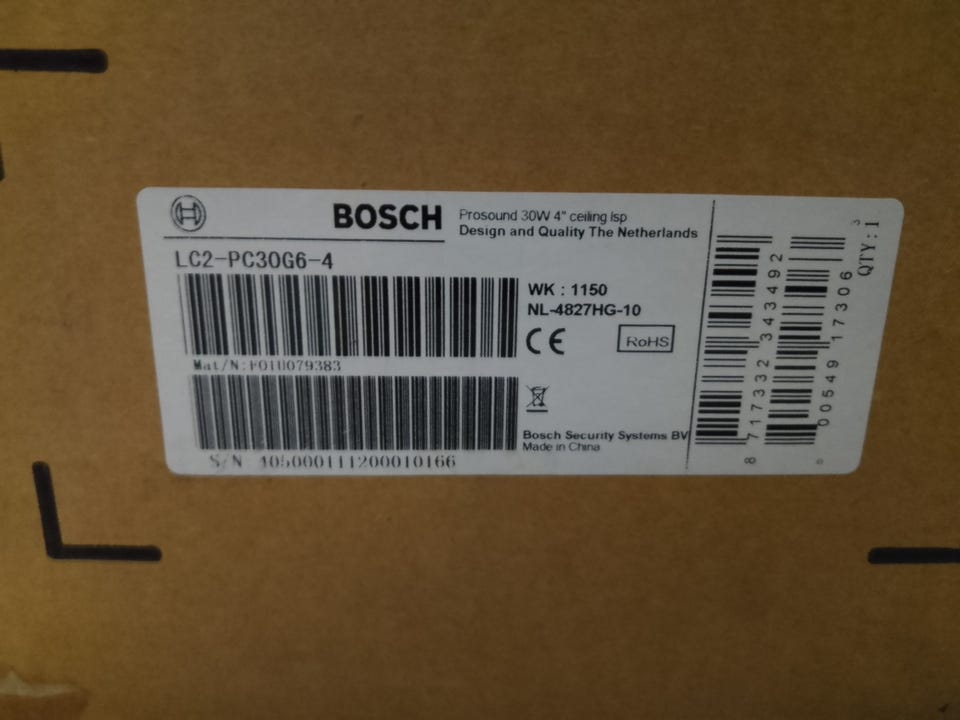 BOSCH
Prosound 30W 4" ceiling lsp
Design and Quality The Netherlands
LC2-PC30G6-4
WK : 1150
NL-4827HG-10
CE
RoHS
Mat/N:F01U079383
Bosch Security Systems BV
Made in China
S/N 405000111200010166
8 717332 343492
6 00549 17306 3
QTY:1